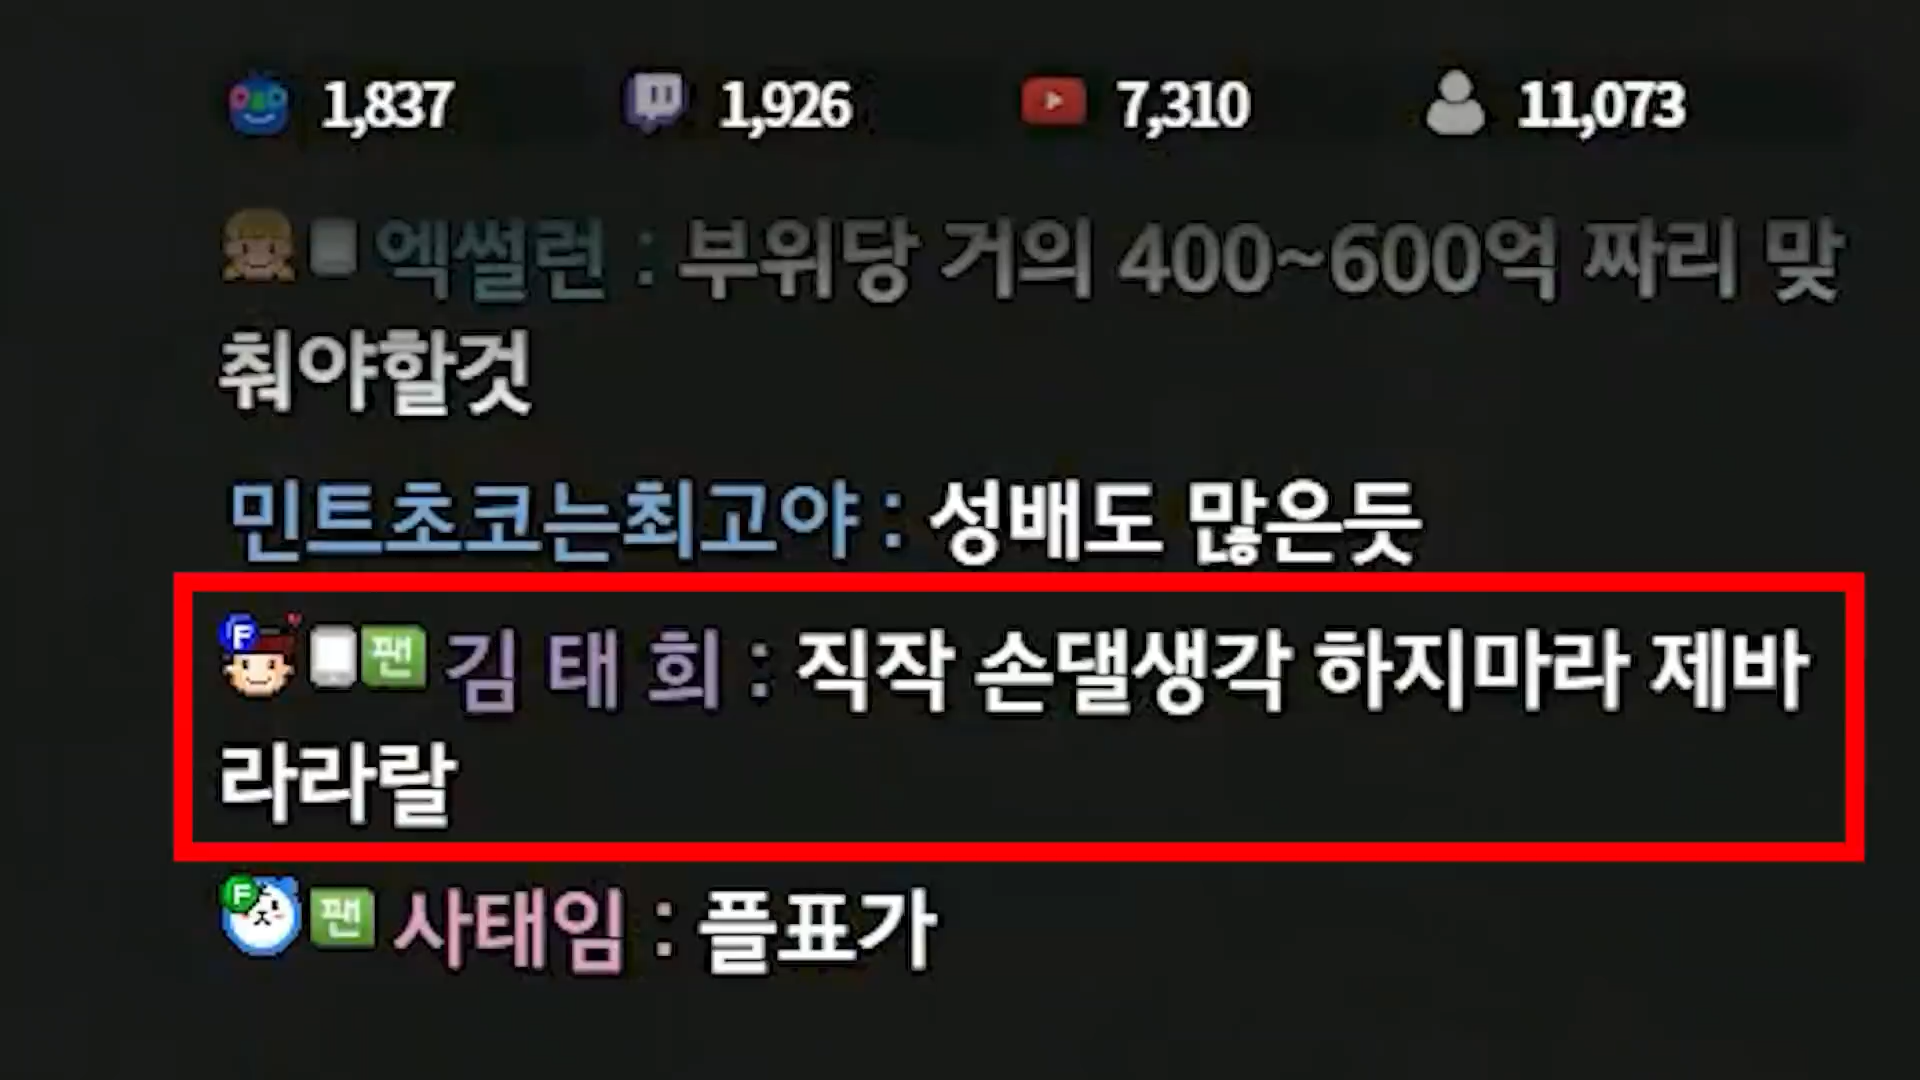 1,837 1,926 7,310 11,073
엑썰런 : 부위당 거의 400~600억 짜리 맞
춰야할것
민트초코는최고야 : 성배도 많은듯
F 팬 김 태 희 : 직작 손댈생각 하지마라 제바
라라랄
F 팬 사태임 : 플표가